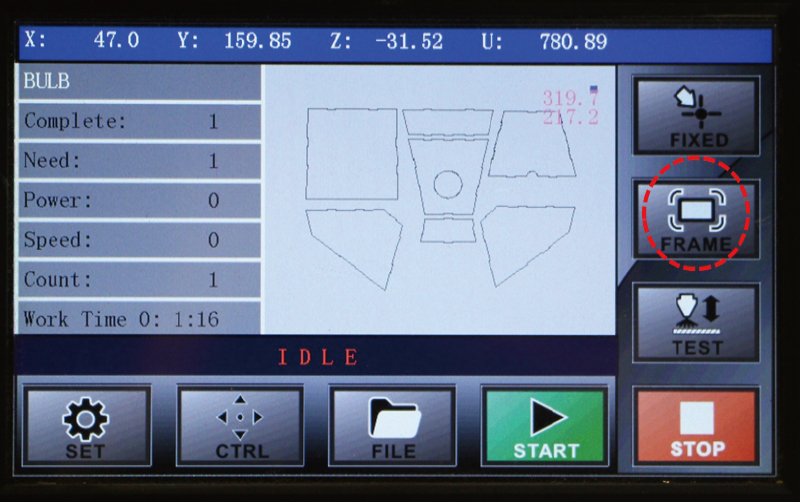 X: 47.0 Y: 159.85 Z: -31.52 U: 780.89
BULB
Complete: 1
Need: 1
Power: 0
Speed: 0
Count: 1
Work Time 0: 1:16
319.7
217.2
IDLE
FIXED
FRAME
TEST
SET
CTRL
FILE
START
STOP